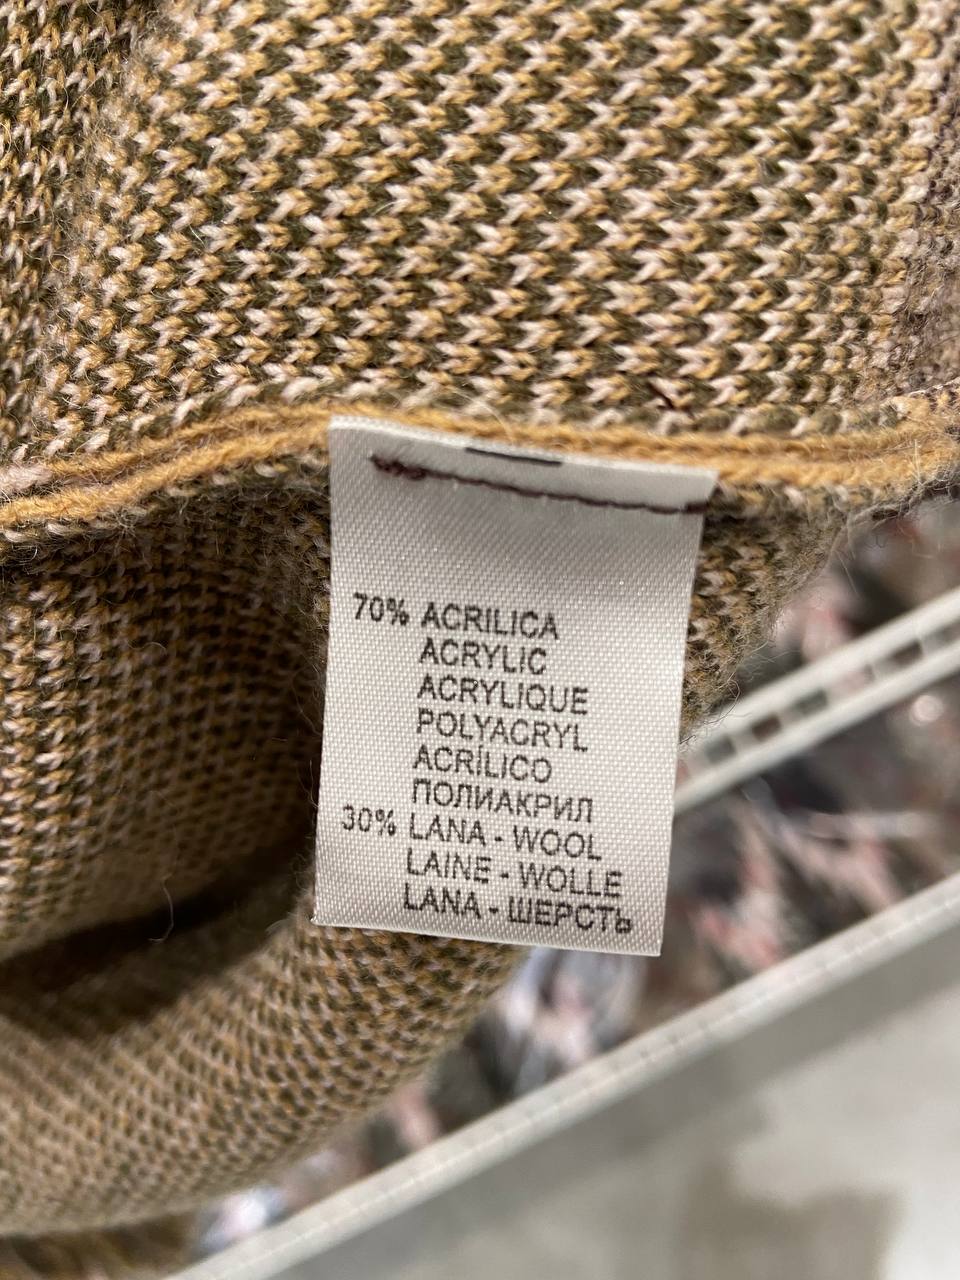 70% ACRILICA
ACRYLIC
ACRYLIQUE
POLYACRYL
ACRÍLICO
ПОЛИАКРИЛ
30% LANA - WOOL
LAINE - WOLLE
LANA - ШЕРСТЬ